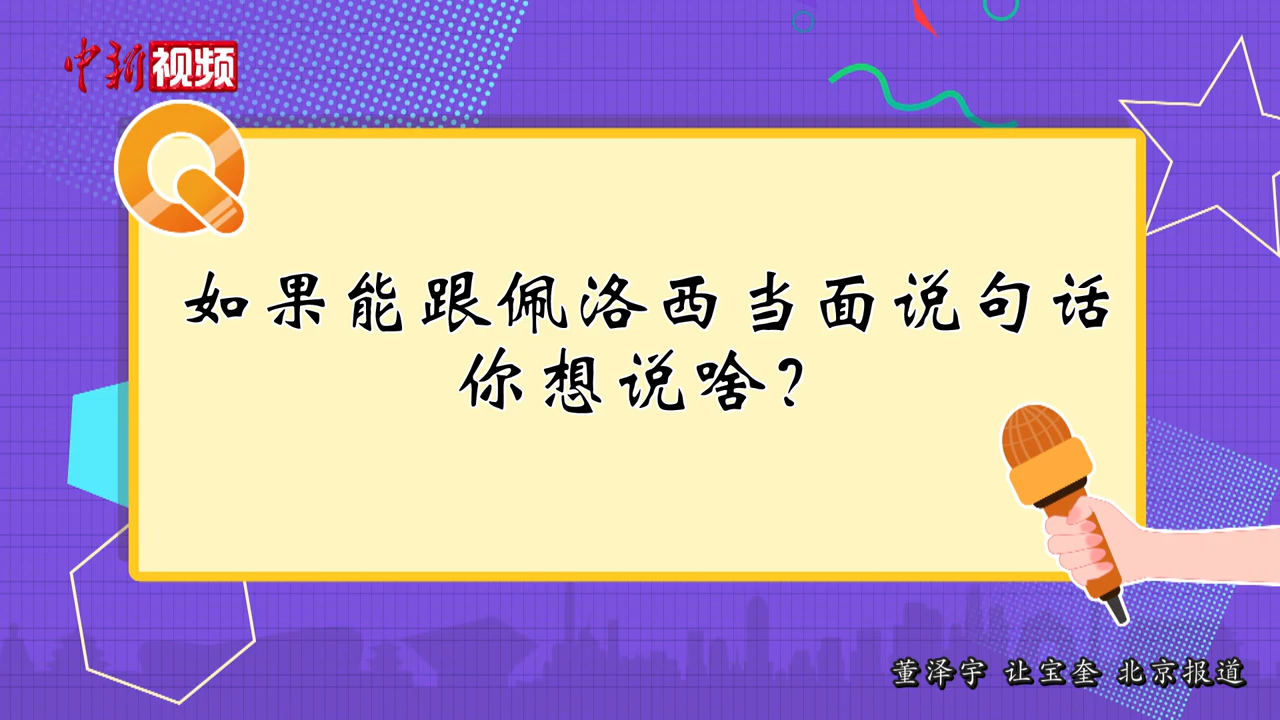 中新视频
Q
如果能跟佩洛西当面说句话
你想说啥?
董泽宇 让宝奎 北京报道